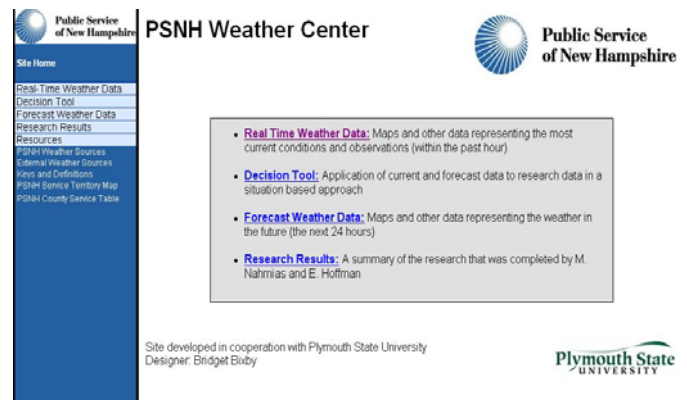 Public Service
of New Hampshire
Site Home
Real-Time Weather Data
Decision Tool
Forecast Weather Data
Research Results
Resources
PSNH Weather Sources
External Weather Sources
Keys and Definitions
PSNH Service Territory Map
PSNH County Service Table
PSNH Weather Center
Public Service
of New Hampshire
Real Time Weather Data: Maps and other data representing the most
current conditions and observations (within the past hour)
Decision Tool: Application of current and forecast data to research data in a
situation based approach
Forecast Weather Data: Maps and other data representing the weather in
the future (the next 24 hours)
Research Results: A summary of the research that was completed by M.
Nahmias and E. Hoffman
Site developed in cooperation with Plymouth State University
Designer: Bridget Bixby
Plymouth State
UNIVERSITY